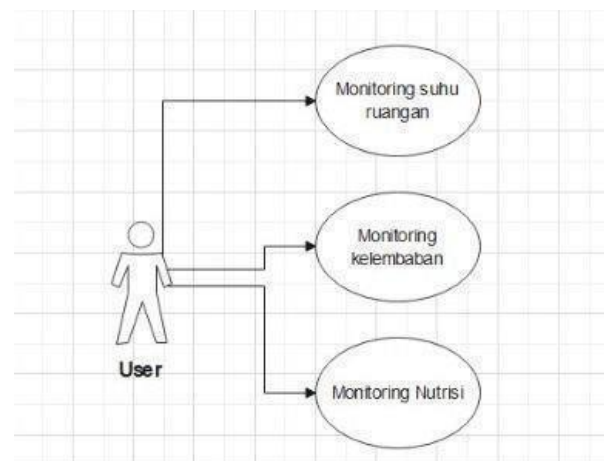 Monitoring suhu
ruangan
Monitoring
kelembaban
User
Monitoring Nutrisi